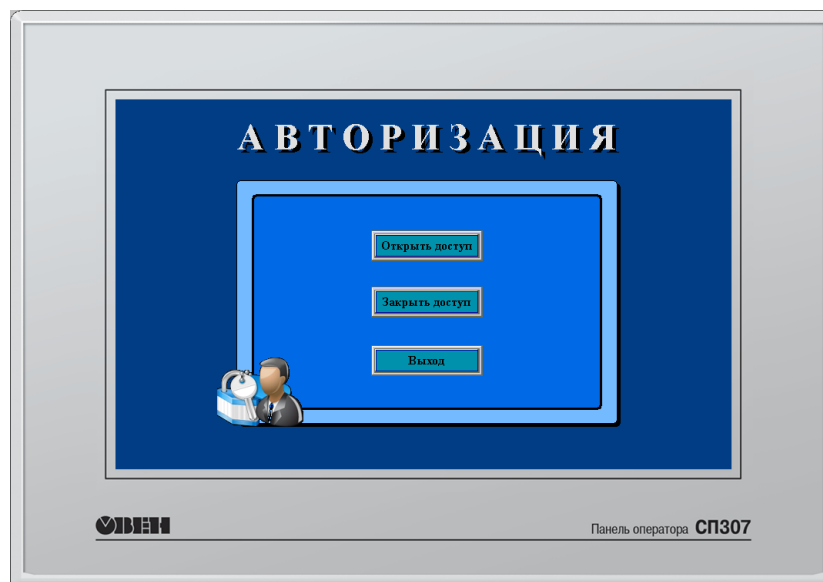 АВТОРИЗАЦИЯ
Открыть доступ
Закрыть доступ
Выход
ОВЕН
Панель оператора СП307